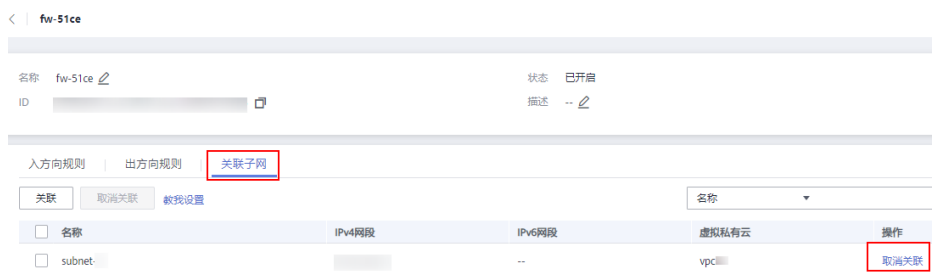 fw-51ce
名称 fw-51ce 状态 已开启
ID 描述 --
入方向规则 出方向规则 关联子网
关联 取消关联 教我设置 名称
名称 IPv4网段 IPv6网段 虚拟私有云 操作
subnet- -- vpc 取消关联